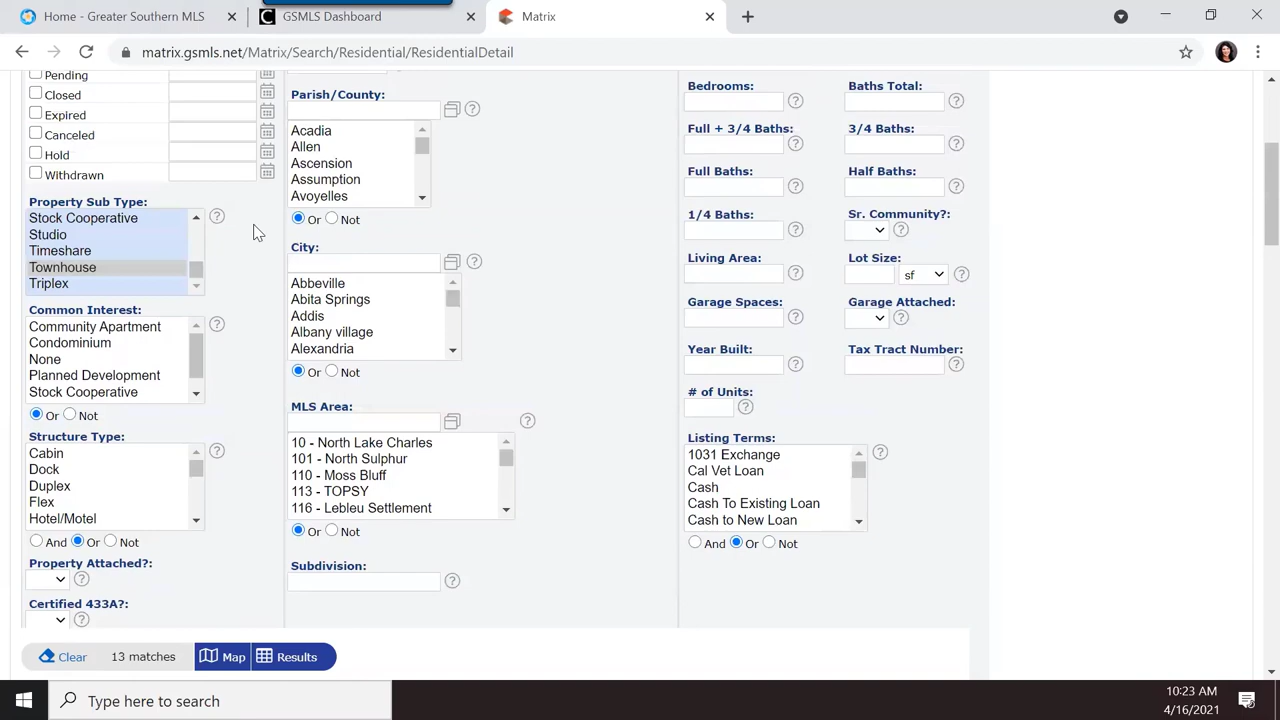 Home - Greater Southern MLS
GSMLS Dashboard
Matrix
matrix.gsmls.net/Matrix/Search/Residential/ResidentialDetail
Pending
Closed
Expired
Canceled
Hold
Withdrawn
Property Sub Type:
Stock Cooperative
Studio
Timeshare
Townhouse
Triplex
Common Interest:
Community Apartment
Condominium
None
Planned Development
Stock Cooperative
Or Not
Structure Type:
Cabin
Dock
Duplex
Flex
Hotel/Motel
And Or Not
Property Attached?:
Certified 433A?:
Parish/County:
Acadia
Allen
Ascension
Assumption
Avoyelles
Or Not
City:
Abbeville
Abita Springs
Addis
Albany village
Alexandria
Or Not
MLS Area:
10 - North Lake Charles
101 - North Sulphur
110 - Moss Bluff
113 - TOPSY
116 - Lebleu Settlement
Or Not
Subdivision:
Bedrooms: Baths Total:
Full + 3/4 Baths: 3/4 Baths:
Full Baths: Half Baths:
1/4 Baths: Sr. Community?:
Living Area: Lot Size:
sf
Garage Spaces: Garage Attached:
Year Built: Tax Tract Number:
# of Units:
Listing Terms:
1031 Exchange
Cal Vet Loan
Cash
Cash To Existing Loan
Cash to New Loan
And Or Not
Clear 13 matches Map Results
Type here to search
10:23 AM
4/16/2021